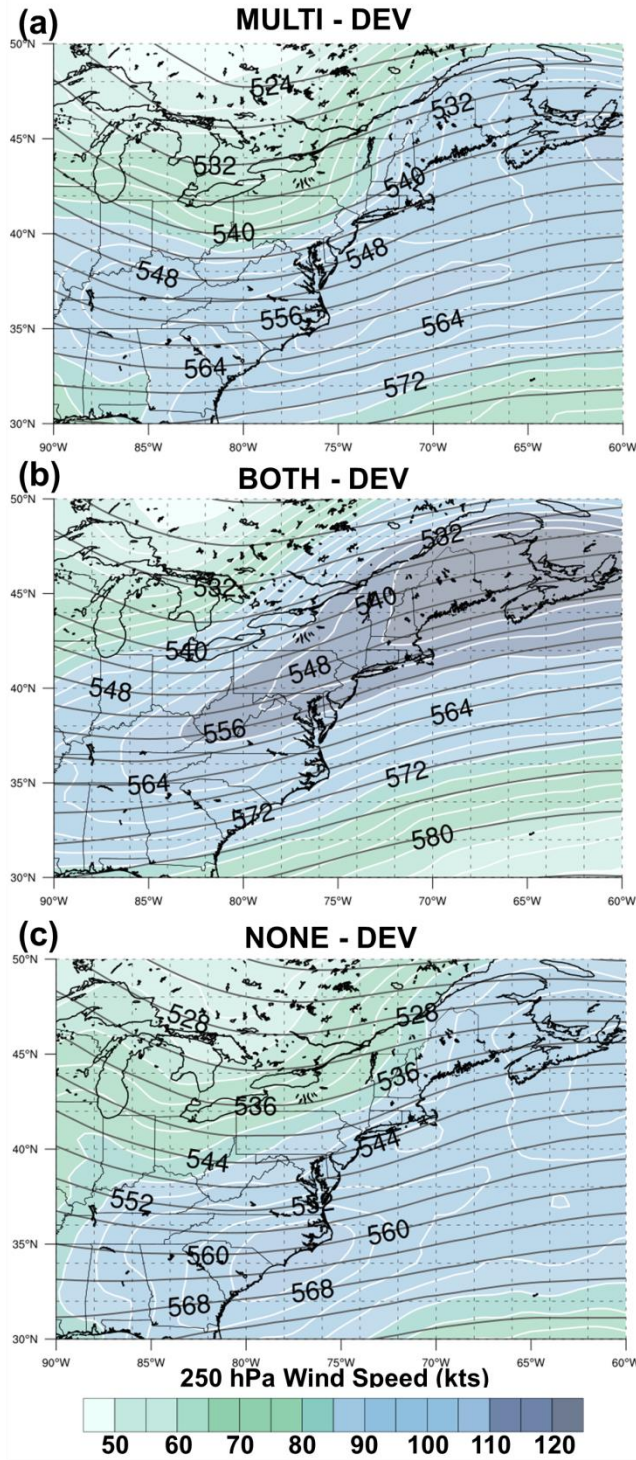 (a) MULTI - DEV
50°N
45°N
40°N
35°N
30°N
524
532
532
540
540
548
548
556
564
564
572
90°W 85°W 80°W 75°W 70°W 65°W 60°W
(b) BOTH - DEV
50°N
45°N
40°N
35°N
30°N
532
532
540
540
548
548
556
564
564
572
572
580
90°W 85°W 80°W 75°W 70°W 65°W 60°W
(c) NONE - DEV
50°N
45°N
40°N
35°N
30°N
528
528
536
536
544
544
552
552
560
560
568
568
90°W 85°W 80°W 75°W 70°W 65°W 60°W
250 hPa Wind Speed (kts)
50 60 70 80 90 100 110 120